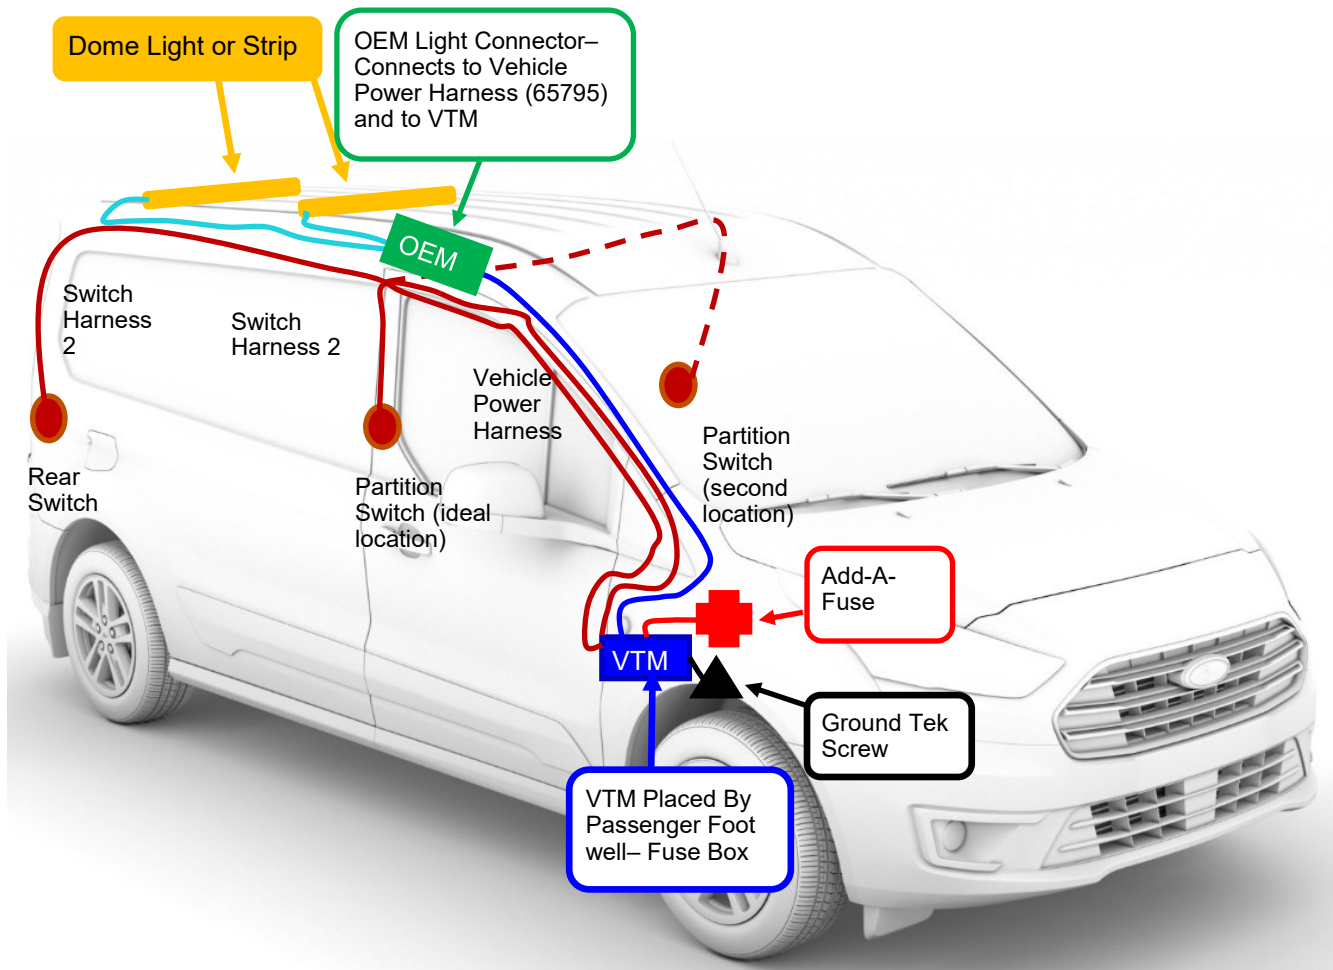 Dome Light or Strip
OEM Light Connector–
Connects to Vehicle
Power Harness (65795)
and to VTM
OEM
Switch
Harness
2
Switch
Harness 2
Vehicle
Power
Harness
Rear
Switch
Partition
Switch (ideal
location)
Partition
Switch
(second
location)
Add-A-
Fuse
VTM
Ground Tek
Screw
VTM Placed By
Passenger Foot
well– Fuse Box